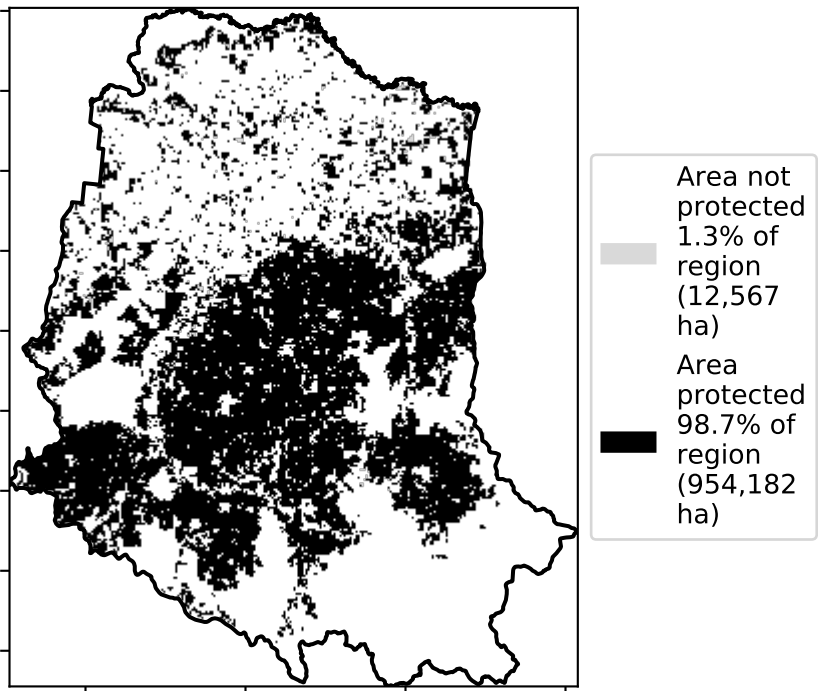 Area not
protected
1.3% of
region
(12,567
ha)
Area
protected
98.7% of
region
(954,182
ha)